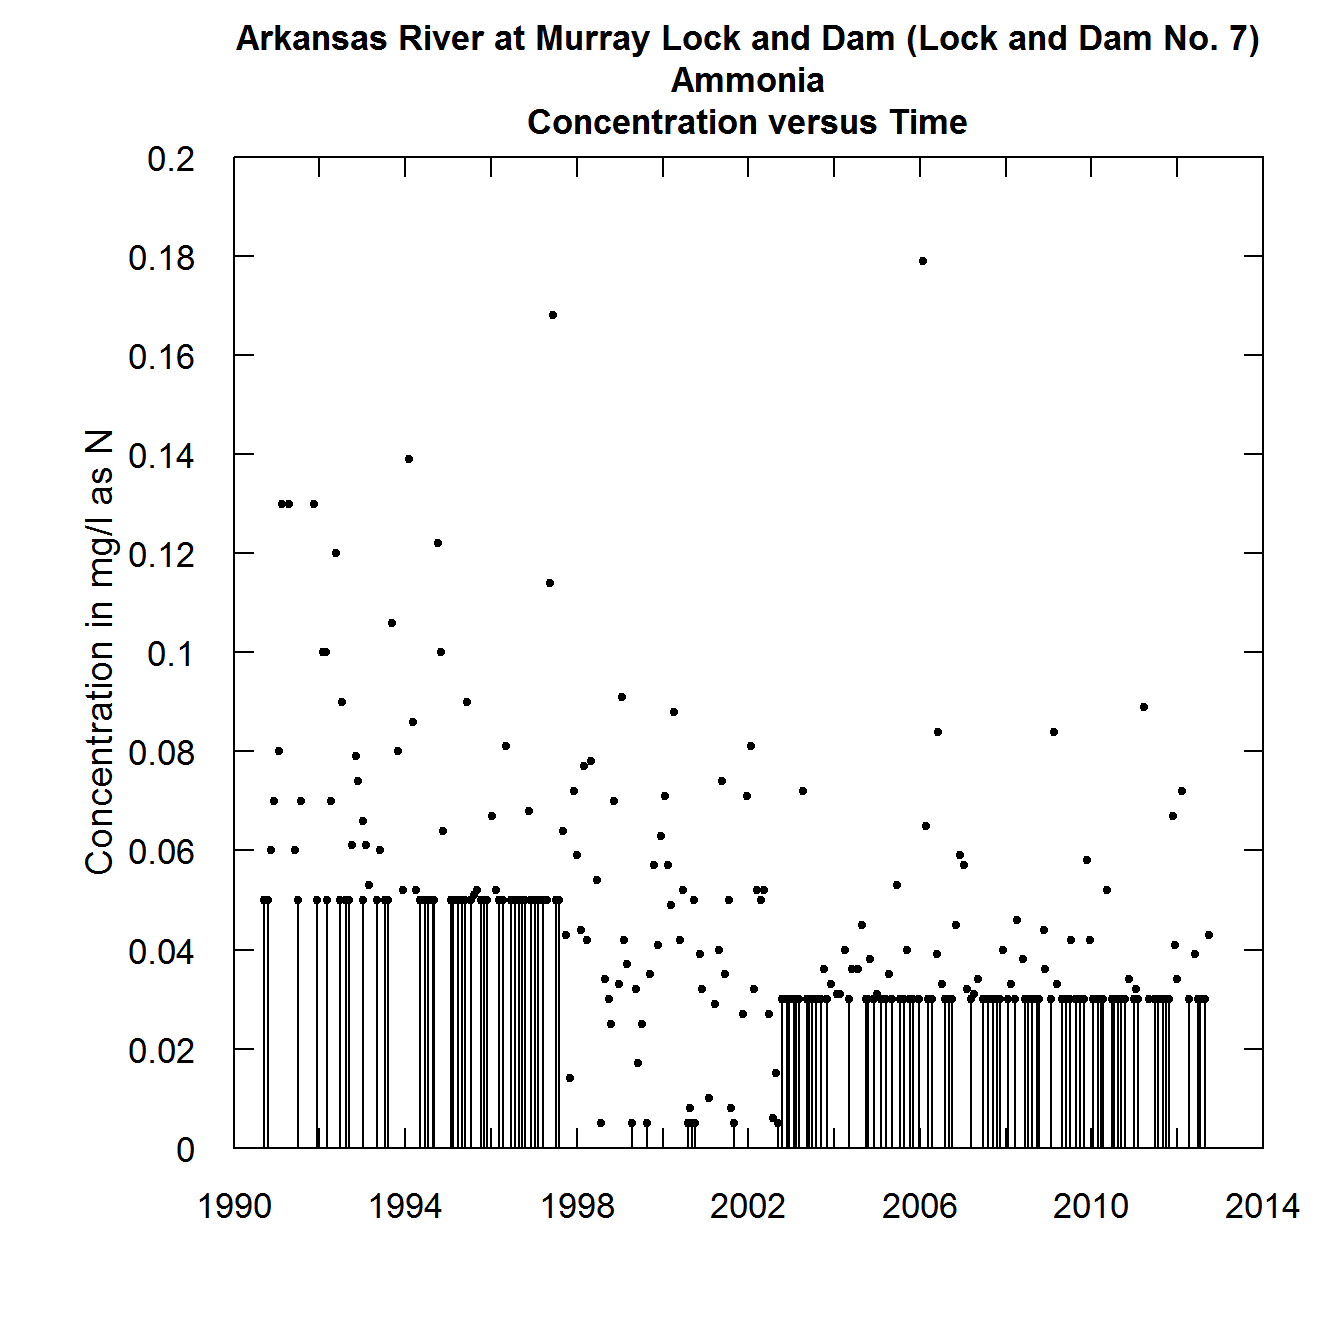 Arkansas River at Murray Lock and Dam (Lock and Dam No. 7)
Ammonia
Concentration versus Time
Concentration in mg/l as N
0.2
0.18
0.16
0.14
0.12
0.1
0.08
0.06
0.04
0.02
0
1990 1994 1998 2002 2006 2010 2014